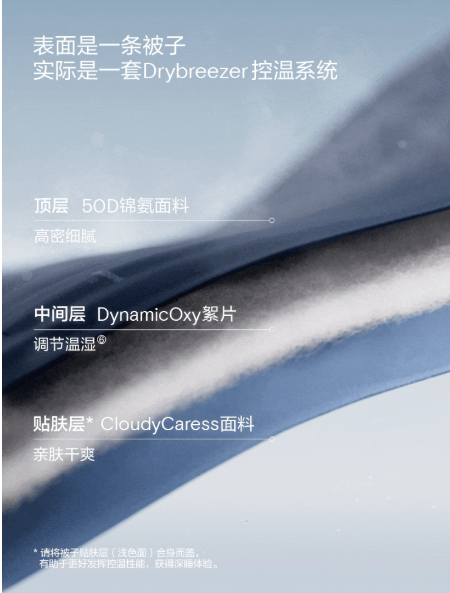 表面是一条被子
实际是一套Drybreezer控温系统
顶层 50D锦氨面料
高密细腻
中间层 DynamicOxy絮片
调节温湿⑥
贴肤层* CloudyCaress面料
亲肤干爽
* 请将被子贴肤层（浅色面）合身而盖，
有助于更好发挥控温性能，获得深睡体验。